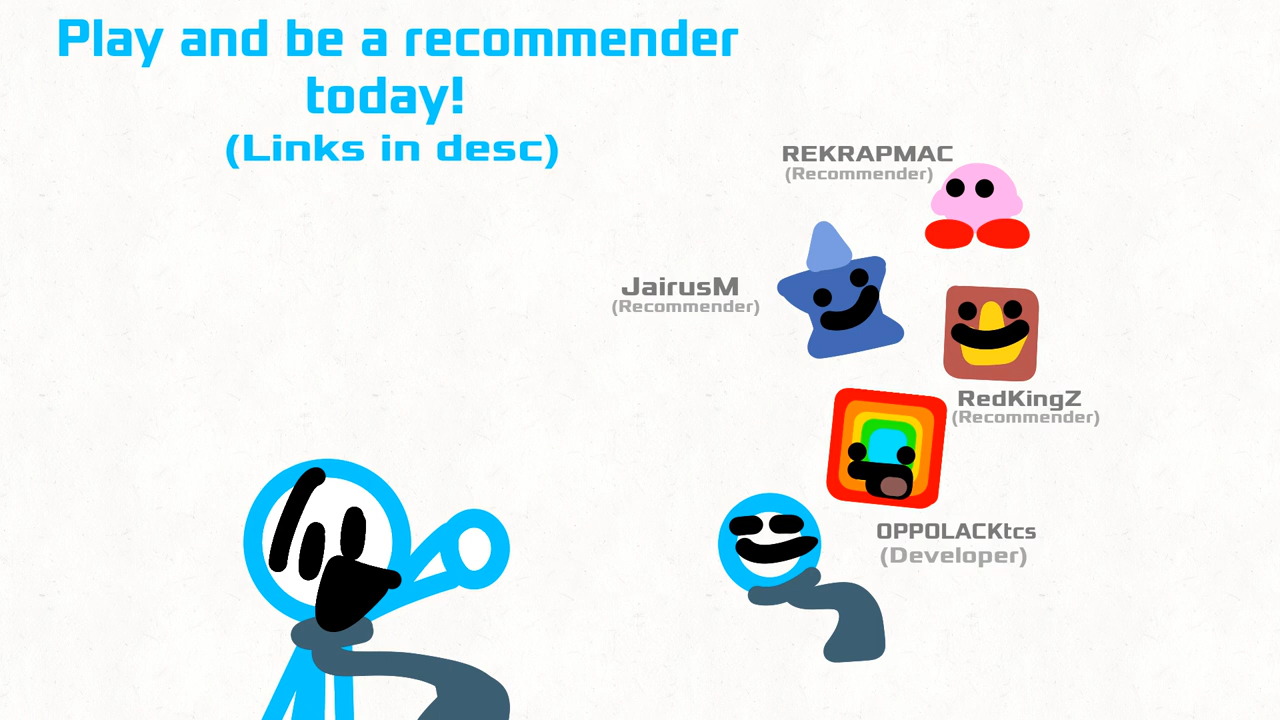 Play and be a recommender
today!
(Links in desc)
REKRAPMAC
(Recommender)
JairusM
(Recommender)
RedKingZ
(Recommender)
OPPOLACKtcs
(Developer)